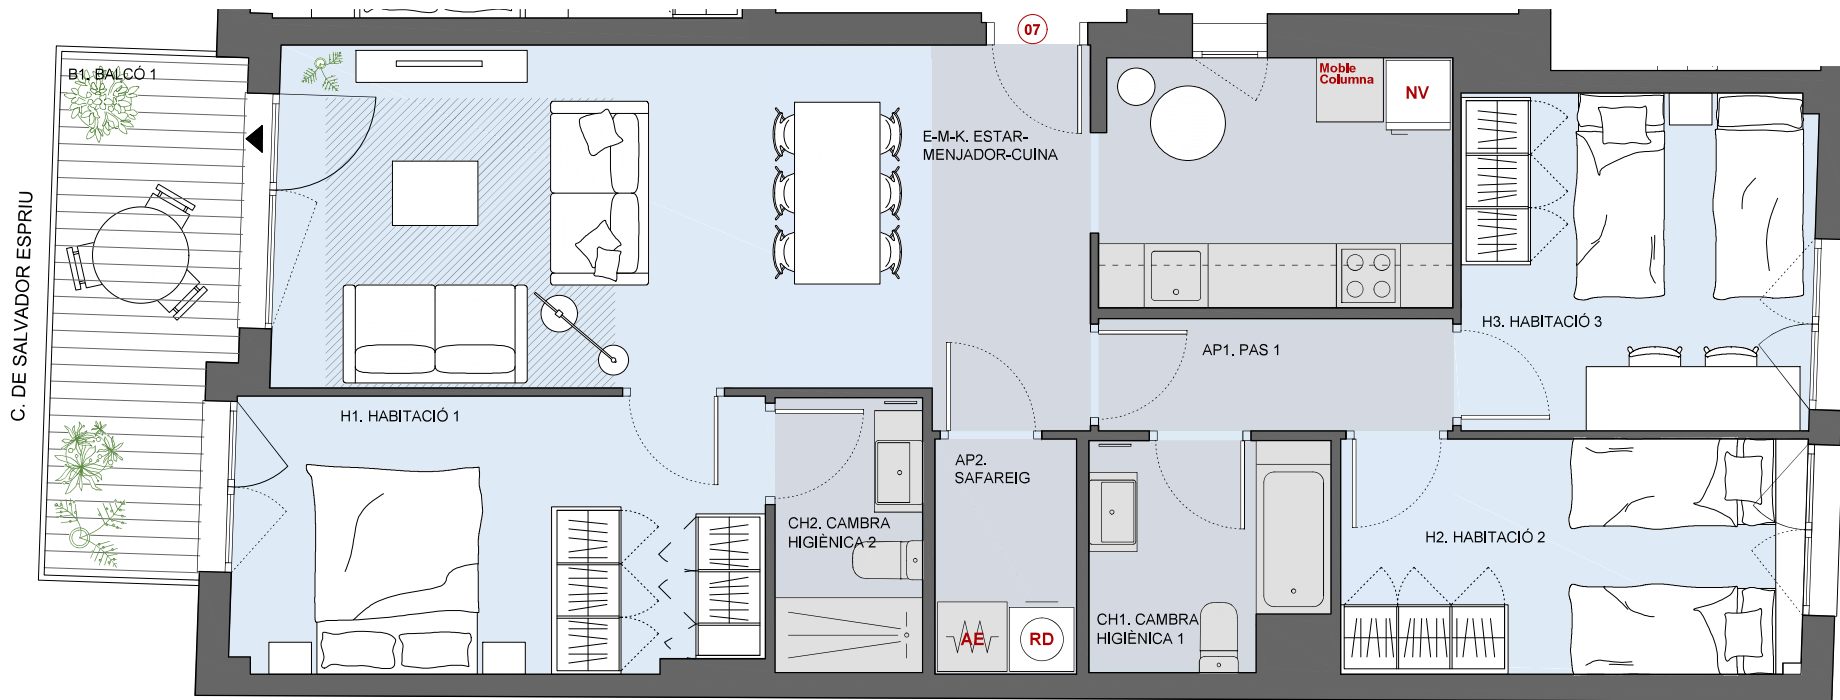 07
B1. BALCÓ 1
Moble
Columna
NV
E-M-K. ESTAR-
MENJADOR-CUINA
C. DE SALVADOR ESPRIU
H3. HABITACIÓ 3
AP1. PAS 1
H1. HABITACIÓ 1
AP2.
SAFAREIG
CH2. CAMBRA
HIGIÈNICA 2
H2. HABITACIÓ 2
CH1. CAMBRA
HIGIÈNICA 1
AE
RD